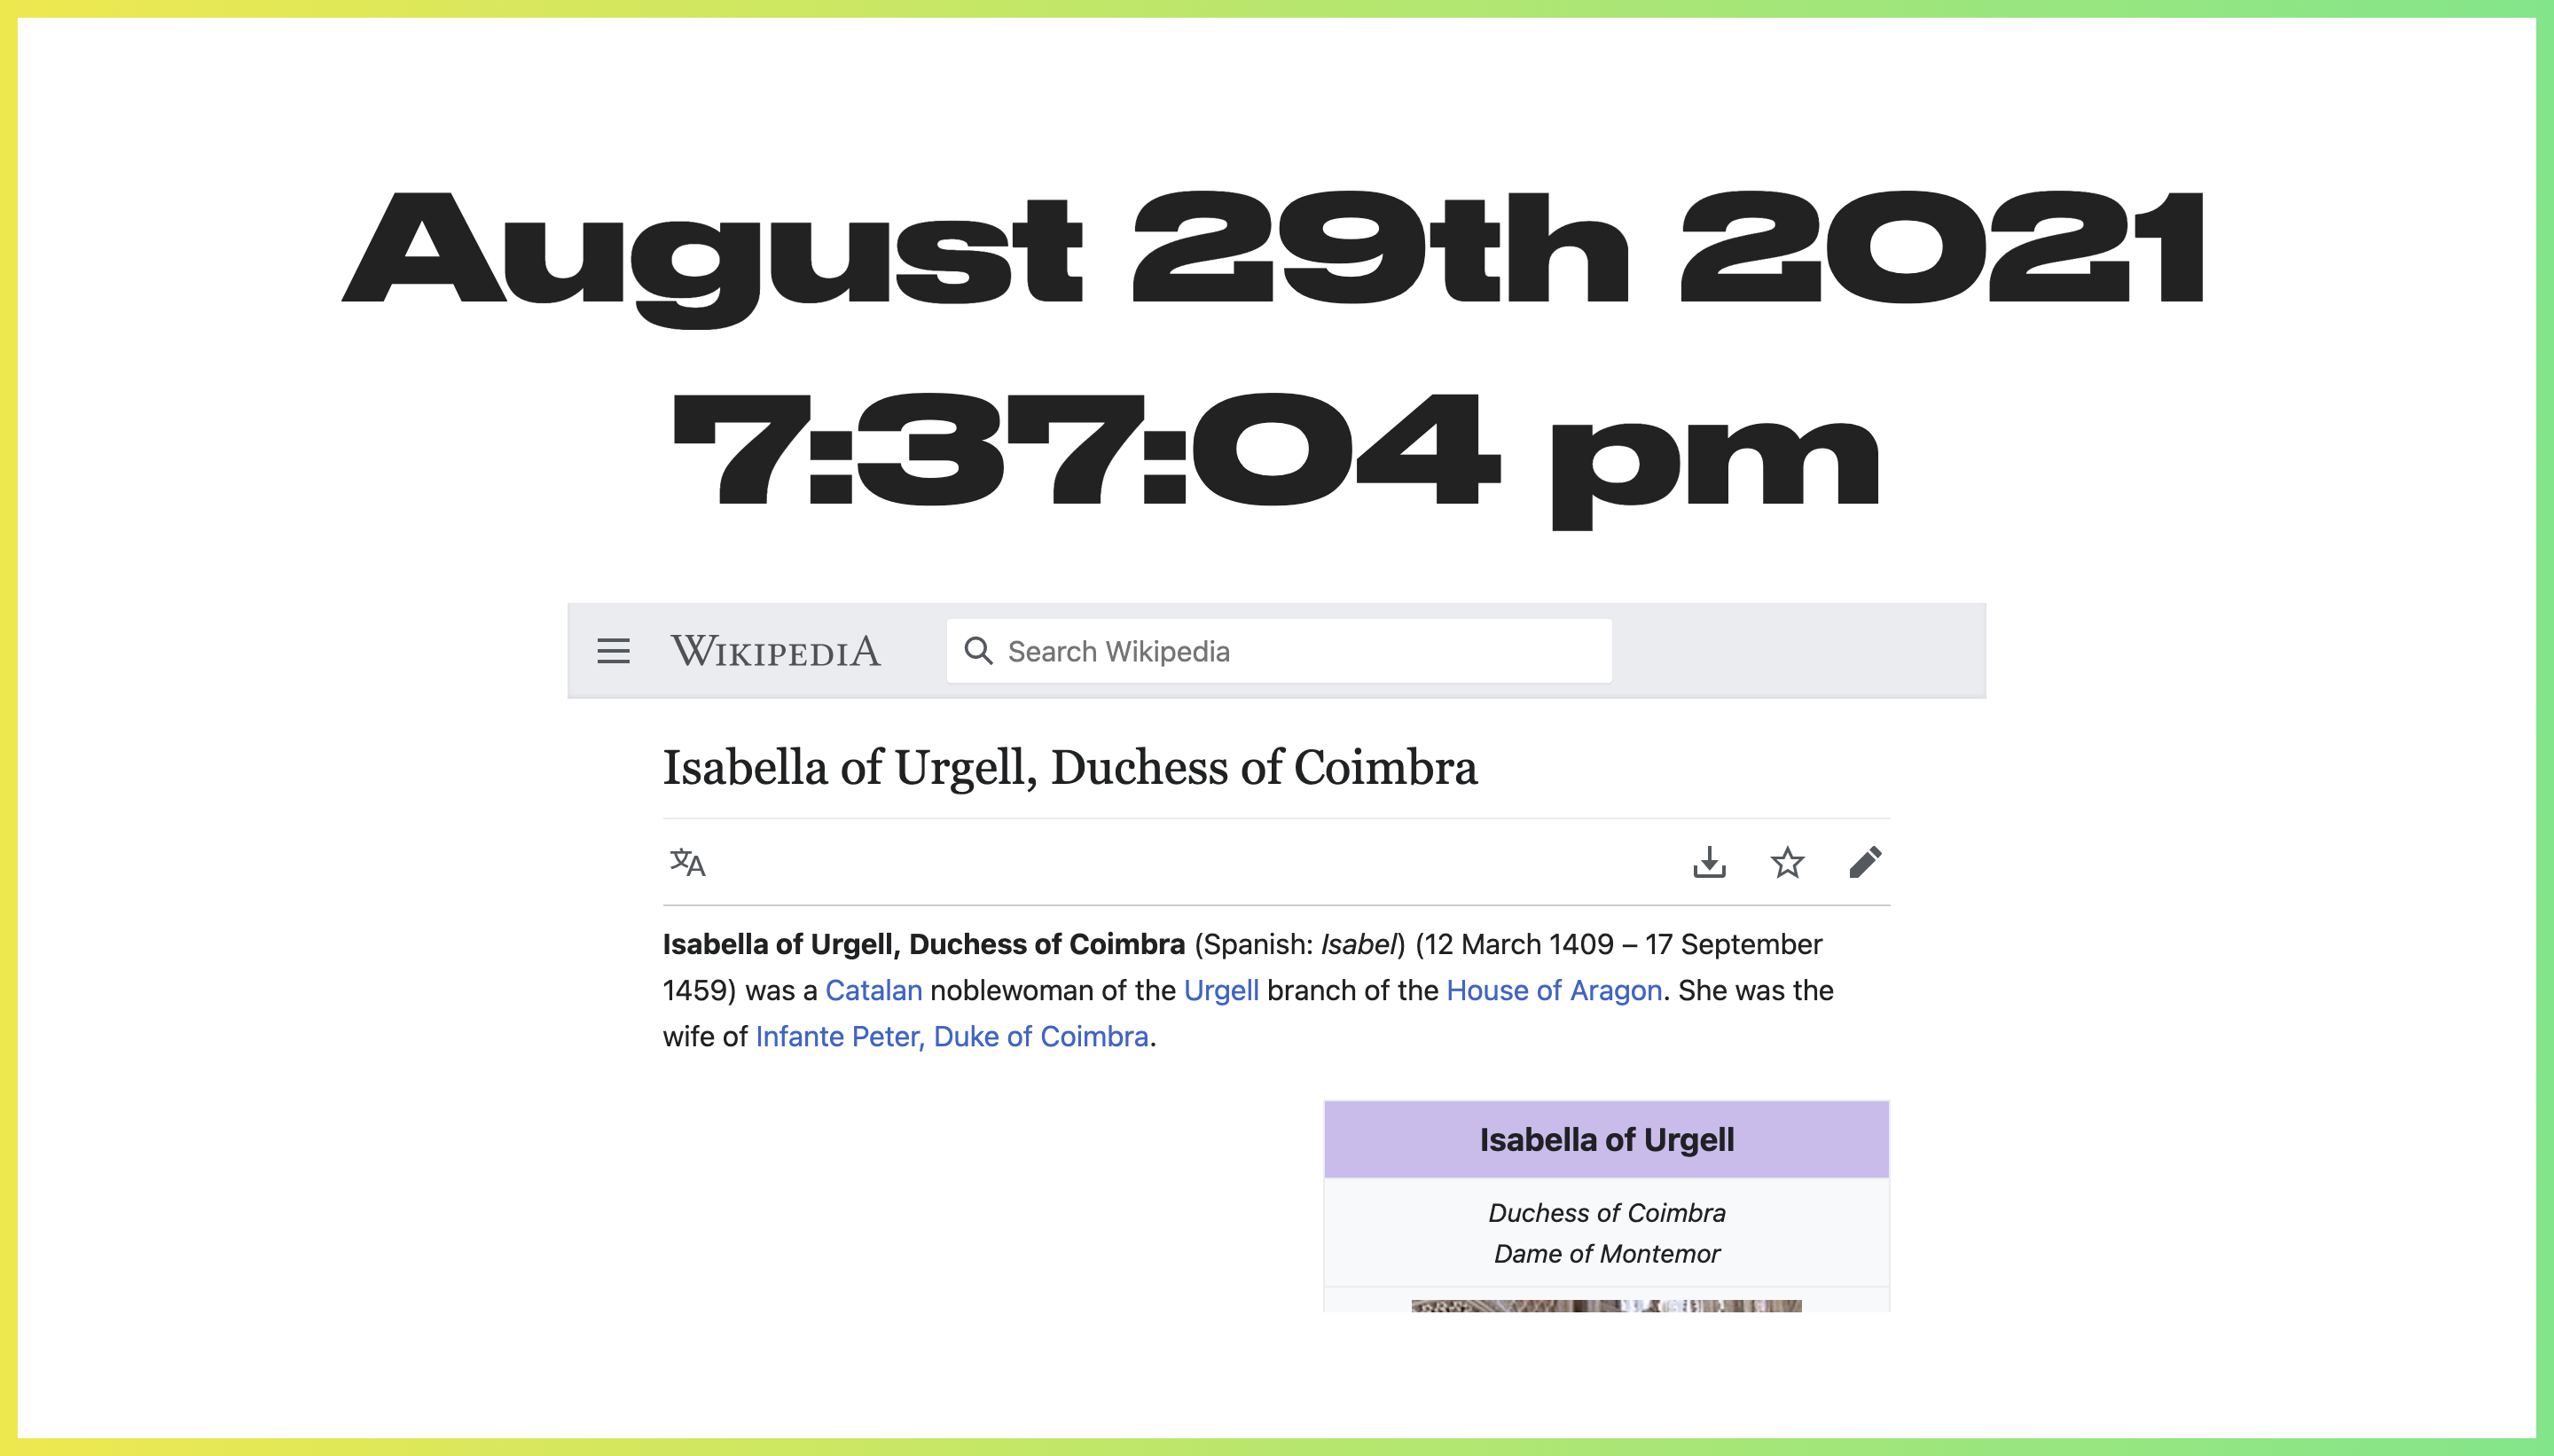 August 29th 2021
7:37:04 pm
WIKIPEDIA
Search Wikipedia
Isabella of Urgell, Duchess of Coimbra
文A
Isabella of Urgell, Duchess of Coimbra (Spanish: Isabel) (12 March 1409 – 17 September
1459) was a Catalan noblewoman of the Urgell branch of the House of Aragon. She was the
wife of Infante Peter, Duke of Coimbra.
Isabella of Urgell
Duchess of Coimbra
Dame of Montemor